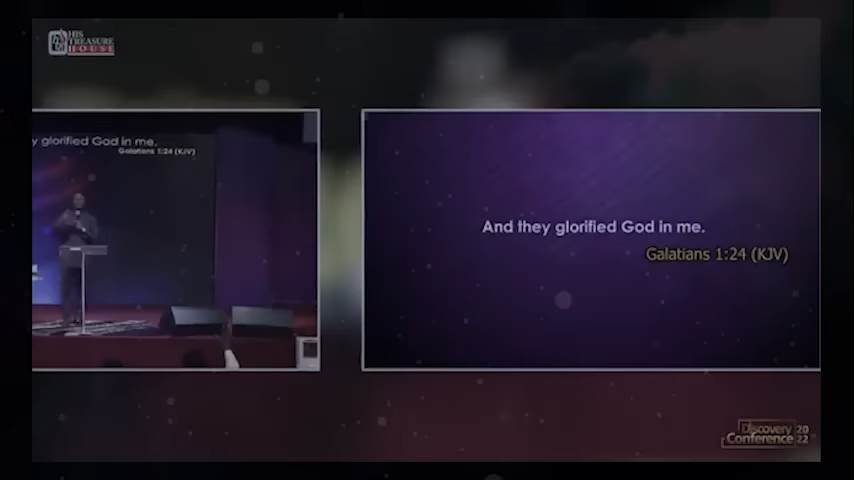 HIS
TREASURE
HOUSE
y glorified God in me.
Galatians 1:24 (KJV)
And they glorified God in me.
Galatians 1:24 (KJV)
Discovery 20
Conference 22